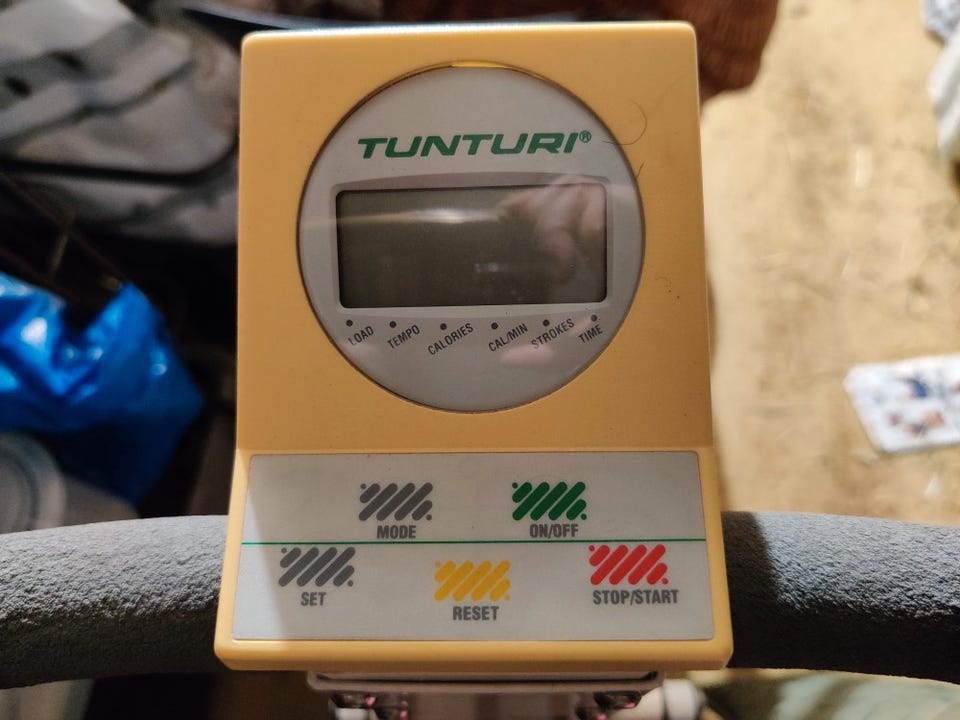 TUNTURI®
LOAD TEMPO CALORIES CAL/MIN STROKES TIME
MODE ON/OFF
SET RESET STOP/START